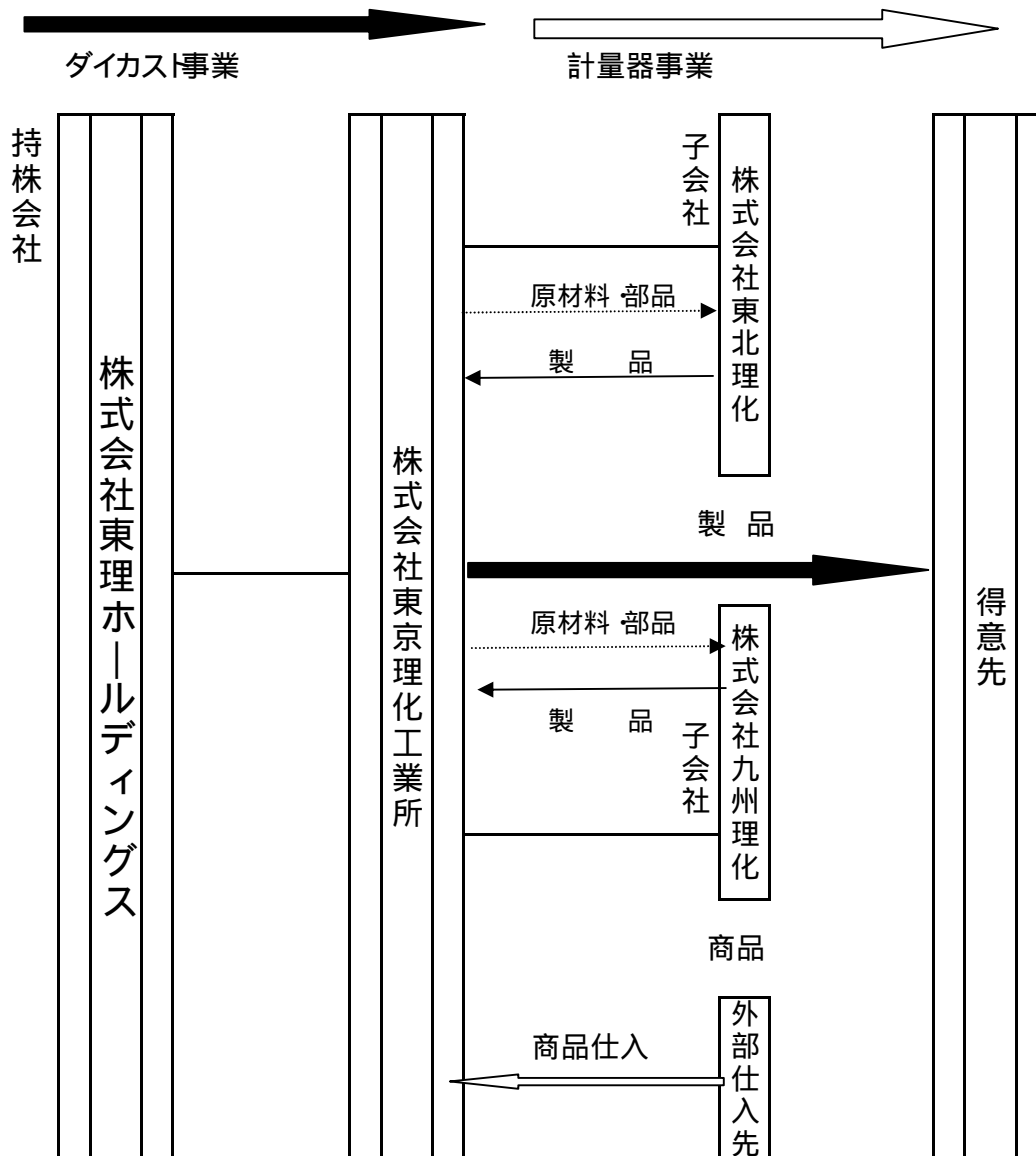 ダイカスト事業
計量器事業
持株会社
株式会社東理ホールディングス
株式会社東京理化工業所
子会社
株式会社東北理化
原材料・部品
製 品
製 品
得意先
原材料・部品
製 品
子会社
株式会社九州理化
商品
商品仕入
外部仕入先